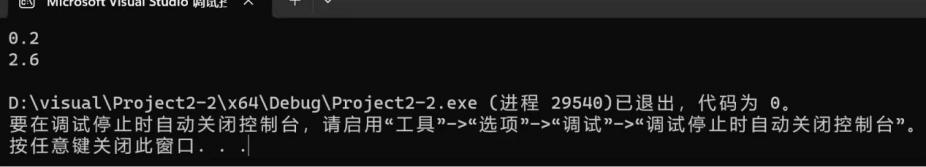 Microsoft Visual Studio 调试控
0.2
2.6
D:\visual\Project2-2\x64\Debug\Project2-2.exe (进程 29540)已退出，代码为 0。
要在调试停止时自动关闭控制台，请启用“工具”->“选项”->“调试”->“调试停止时自动关闭控制台”。
按任意键关闭此窗口. . .